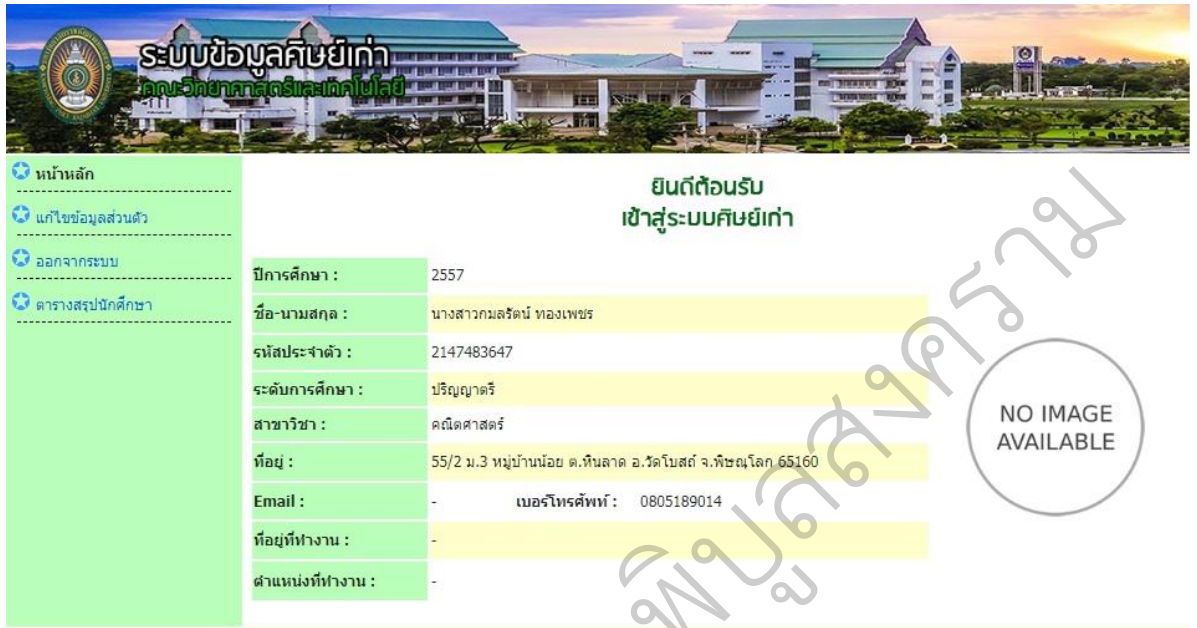 ระบบข้อมูลศิษย์เก่า
คณะวิทยาศาสตร์และเทคโนโลยี
หน้าหลัก
แก้ไขข้อมูลส่วนตัว
ออกจากระบบ
ตารางสรุปนักศึกษา
ยินดีต้อนรับ
เข้าสู่ระบบศิษย์เก่า
ปีการศึกษา : 2557
ชื่อ-นามสกุล : นางสาวกมลรัตน์ ทองเพชร
รหัสประจำตัว : 2147483647
ระดับการศึกษา : ปริญญาตรี
สาขาวิชา : คณิตศาสตร์
ที่อยู่ : 55/2 ม.3 หมู่บ้านน้อย ต.หินลาด อ.วัดโบสถ์ จ.พิษณุโลก 65160
Email : - เบอร์โทรศัพท์ : 0805189014
ที่อยู่ที่ทำงาน : -
ตำแหน่งที่ทำงาน : -
NO IMAGE
AVAILABLE
พิบูลสงคราม